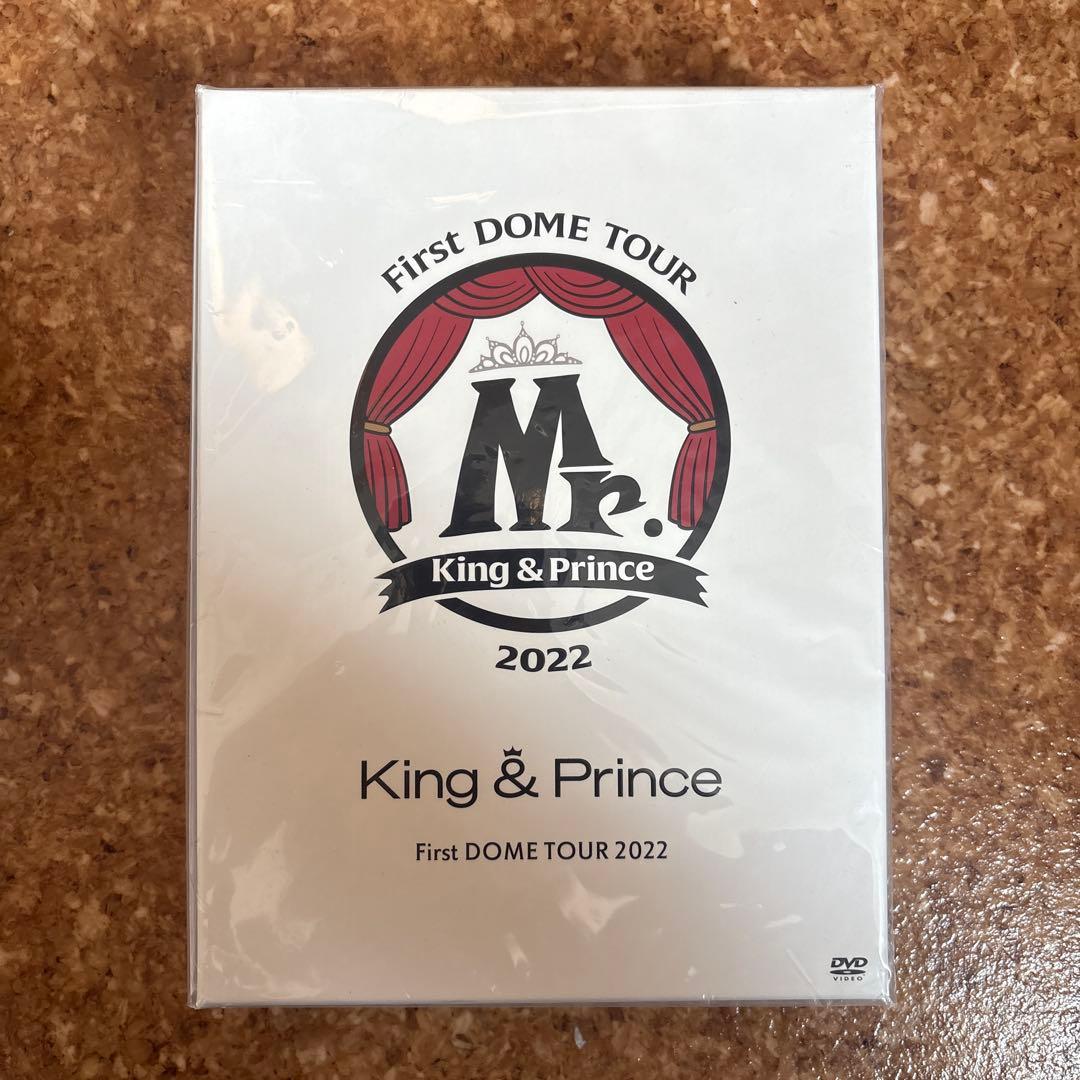 First DOME TOUR
Mr.
King & Prince
2022
King & Prince
First DOME TOUR 2022
DVD
VIDEO